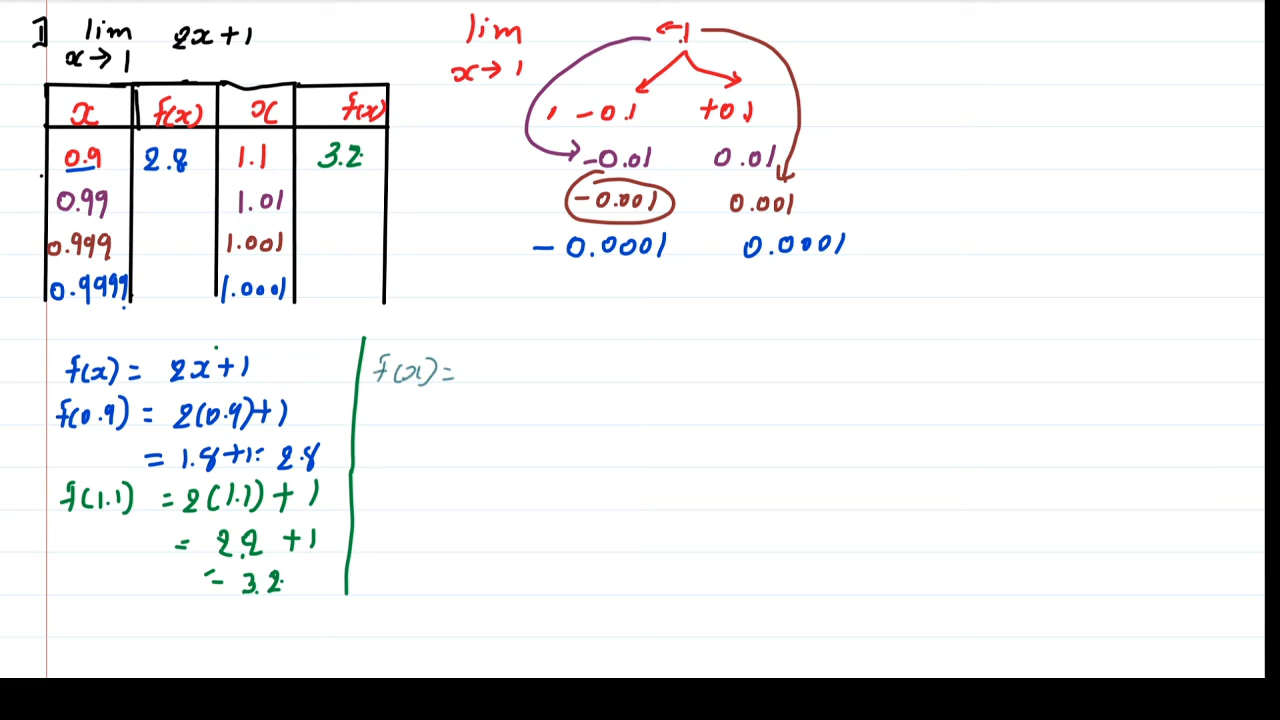 1] lim 2x+1
x→1
x f(x) x f(x)
0.9 2.8 1.1 3.2
0.99 1.01
0.999 1.001
0.9999 1.0001
lim 1
x→1
-0.1 +0.1
-0.01 0.01
-0.001 0.001
-0.0001 0.0001
f(x) = 2x+1
f(0.9) = 2(0.9)+1
= 1.8+1= 2.8
f(1.1) = 2(1.1)+1
= 2.2 +1
= 3.2
f(x) =